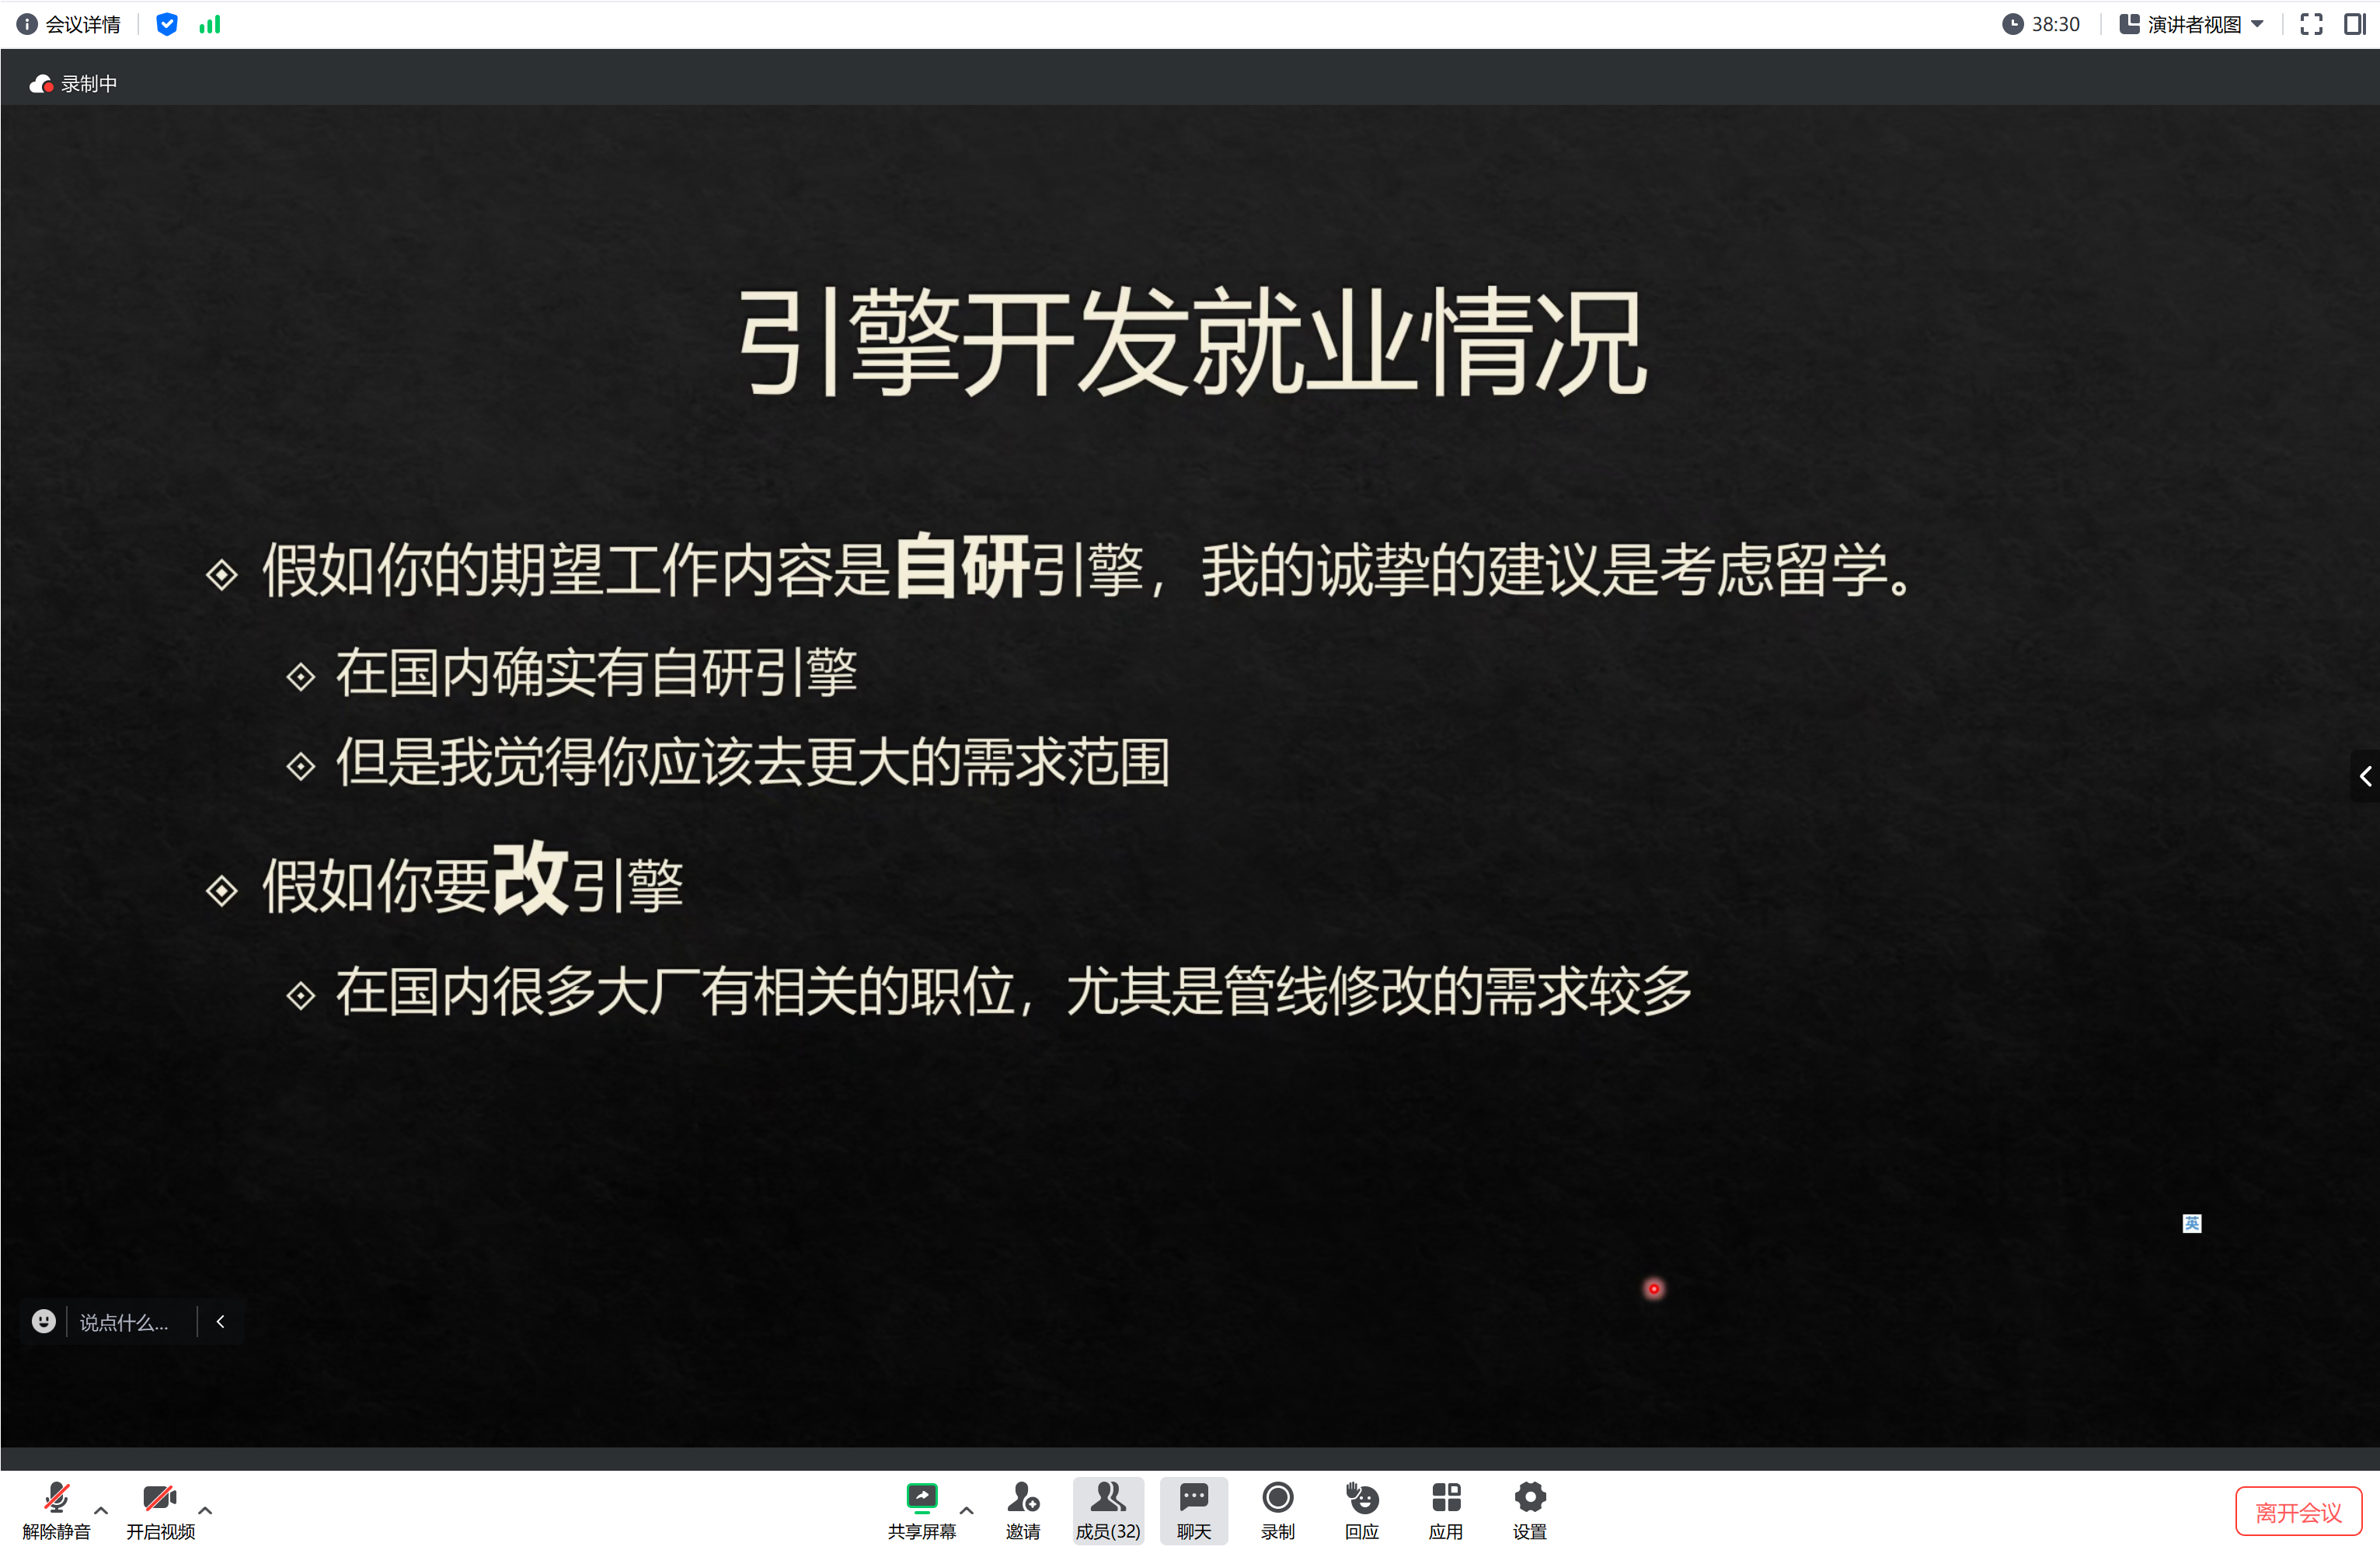 会议详情
38:30
演讲者视图
录制中
引擎开发就业情况
假如你的期望工作内容是自研引擎，我的诚挚的建议是考虑留学。
在国内确实有自研引擎
但是我觉得你应该去更大的需求范围
假如你要改引擎
在国内很多大厂有相关的职位，尤其是管线修改的需求较多
英
说点什么...
解除静音
开启视频
共享屏幕
邀请
成员(32)
聊天
录制
回应
应用
设置
离开会议